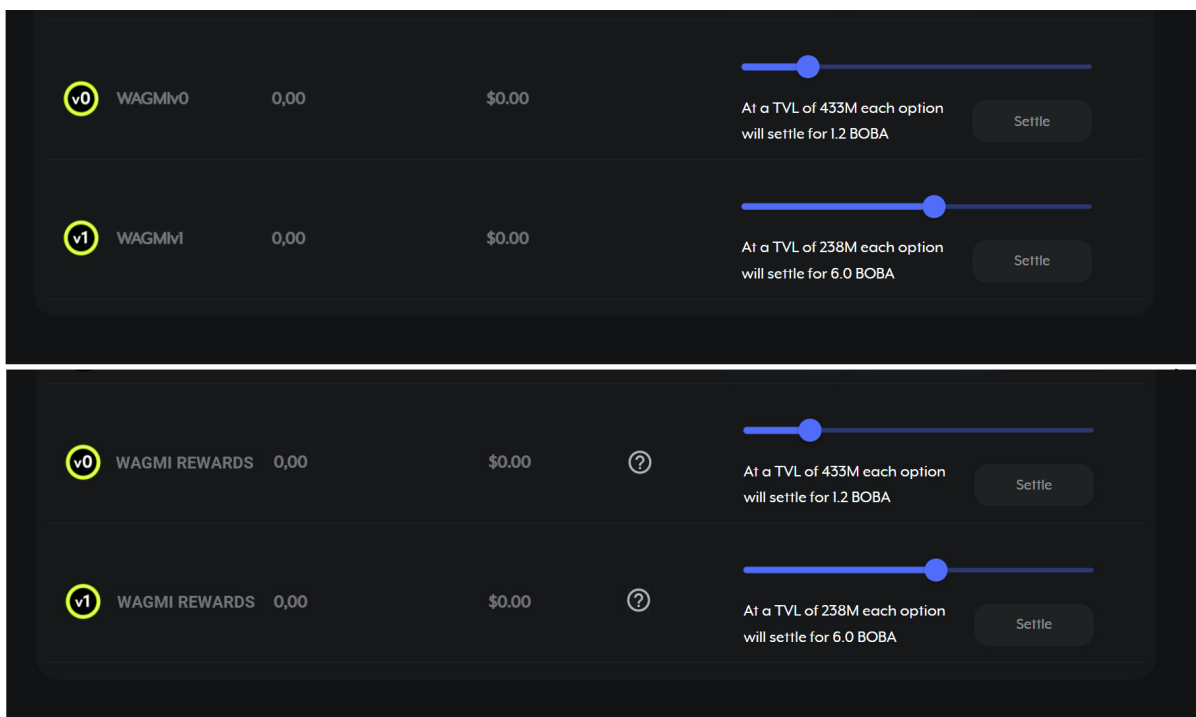 v0 WAGMIv0 0,00 $0.00
At a TVL of 433M each option
will settle for 1.2 BOBA
Settle
v1 WAGMIv1 0,00 $0.00
At a TVL of 238M each option
will settle for 6.0 BOBA
Settle
v0 WAGMI REWARDS 0,00 $0.00 ?
At a TVL of 433M each option
will settle for 1.2 BOBA
Settle
v1 WAGMI REWARDS 0,00 $0.00 ?
At a TVL of 238M each option
will settle for 6.0 BOBA
Settle